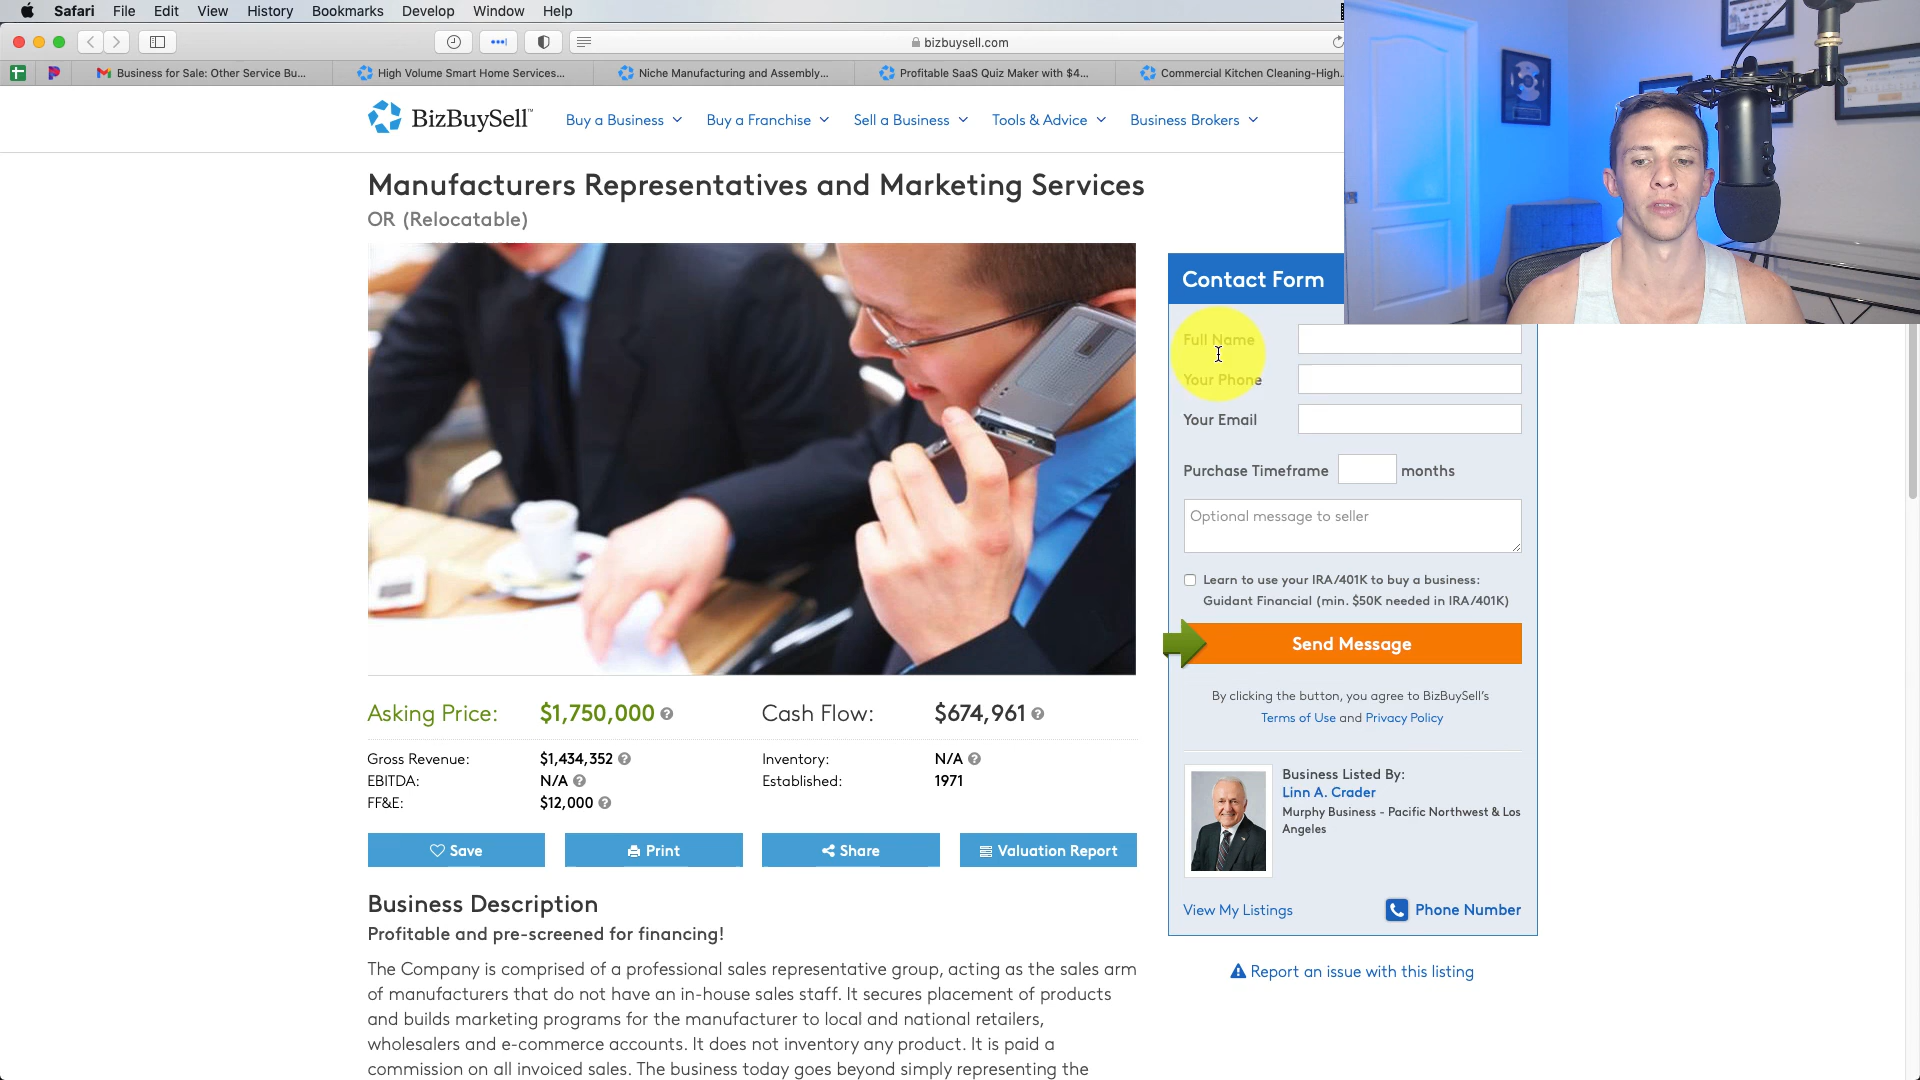 Safari File Edit View History Bookmarks Develop Window Help
bizbuysell.com
Business for Sale: Other Service Bu...
High Volume Smart Home Services...
Niche Manufacturing and Assembly...
Profitable SaaS Quiz Maker with $4...
Commercial Kitchen Cleaning-High...
BizBuySell™
Buy a Business
Buy a Franchise
Sell a Business
Tools & Advice
Business Brokers
Manufacturers Representatives and Marketing Services
OR (Relocatable)
Contact Form
Full Name
Your Phone
Your Email
Purchase Timeframe months
Optional message to seller
Learn to use your IRA/401K to buy a business:
Guidant Financial (min. $50K needed in IRA/401K)
Send Message
By clicking the button, you agree to BizBuySell's
Terms of Use and Privacy Policy
Asking Price: $1,750,000
Cash Flow: $674,961
Gross Revenue: $1,434,352
Inventory: N/A
EBITDA: N/A
Established: 1971
FF&E: $12,000
Save
Print
Share
Valuation Report
Business Listed By:
Linn A. Crader
Murphy Business - Pacific Northwest & Los
Angeles
View My Listings
Phone Number
Report an issue with this listing
Business Description
Profitable and pre-screened for financing!
The Company is comprised of a professional sales representative group, acting as the sales arm
of manufacturers that do not have an in-house sales staff. It secures placement of products
and builds marketing programs for the manufacturer to local and national retailers,
wholesalers and e-commerce accounts. It does not inventory any product. It is paid a
commission on all invoiced sales. The business today goes beyond simply representing the